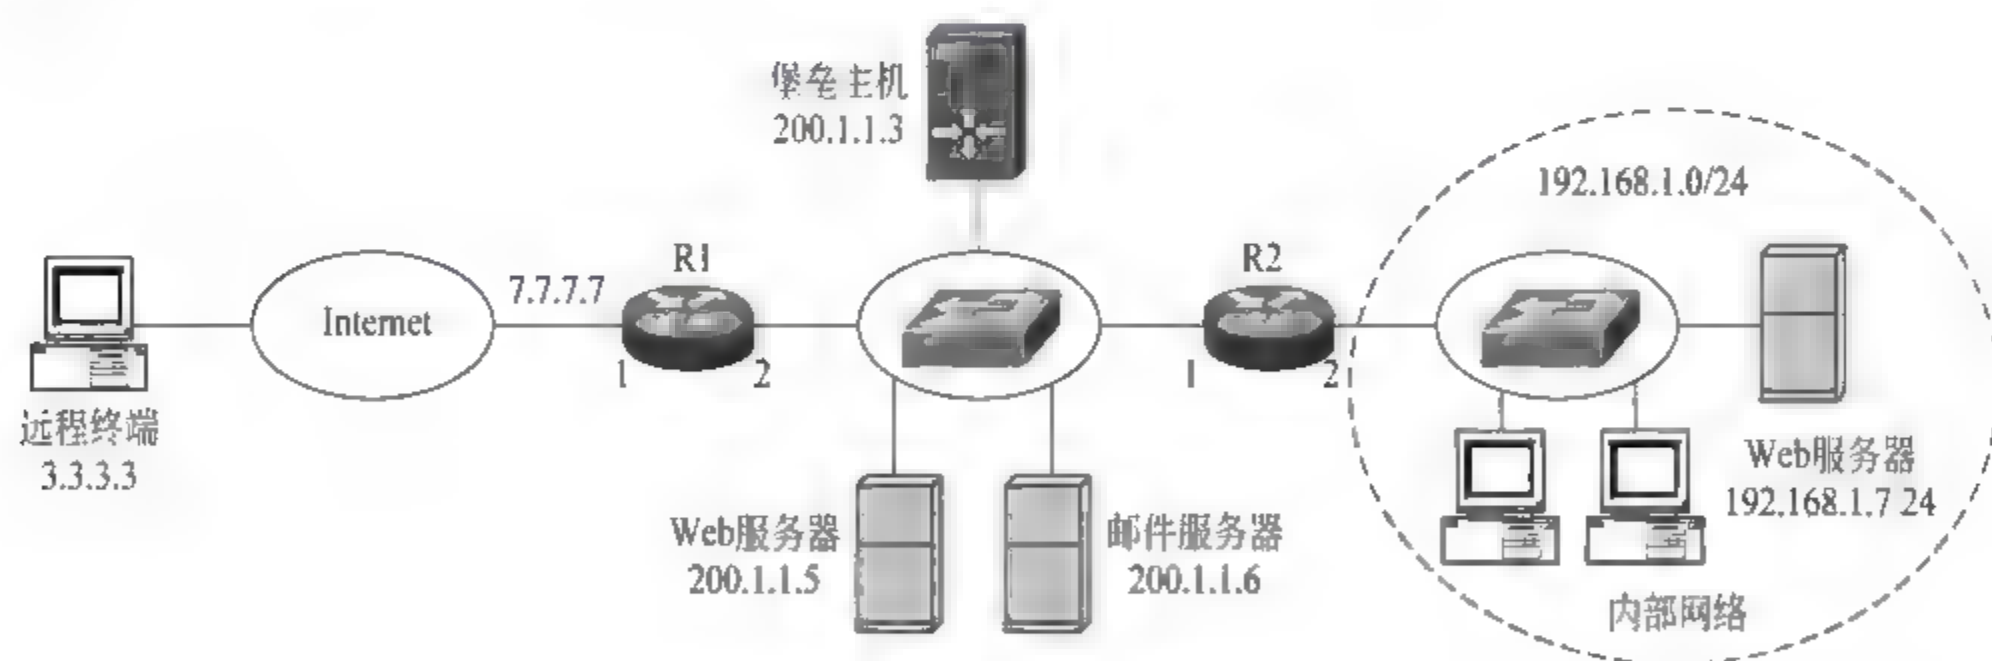 堡垒主机
200.1.1.3
192.168.1.0/24
R1
R2
7.7.7.7
Internet
1
2
1
2
远程终端
3.3.3.3
Web服务器
200.1.1.5
邮件服务器
200.1.1.6
Web服务器
192.168.1.7 24
内部网络